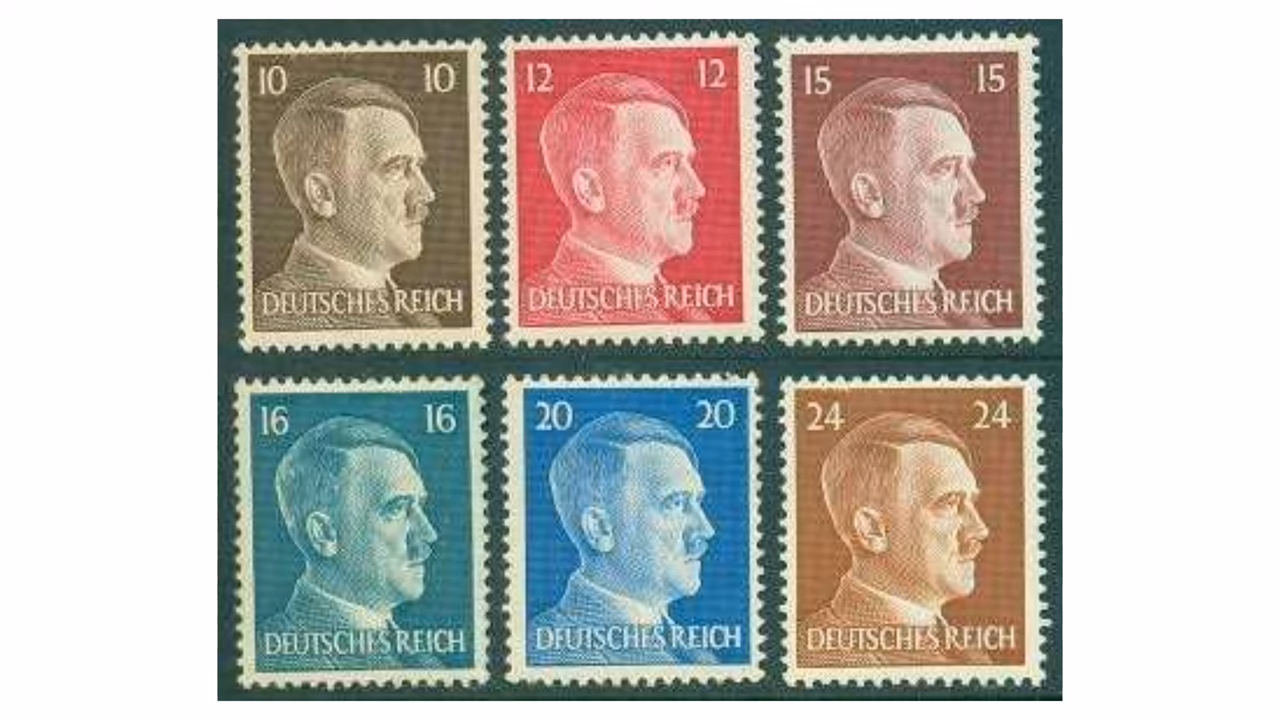 10 10
DEUTSCHES REICH
12 12
DEUTSCHES REICH
15 15
DEUTSCHES REICH
16 16
DEUTSCHES REICH
20 20
DEUTSCHES REICH
24 24
DEUTSCHES REICH